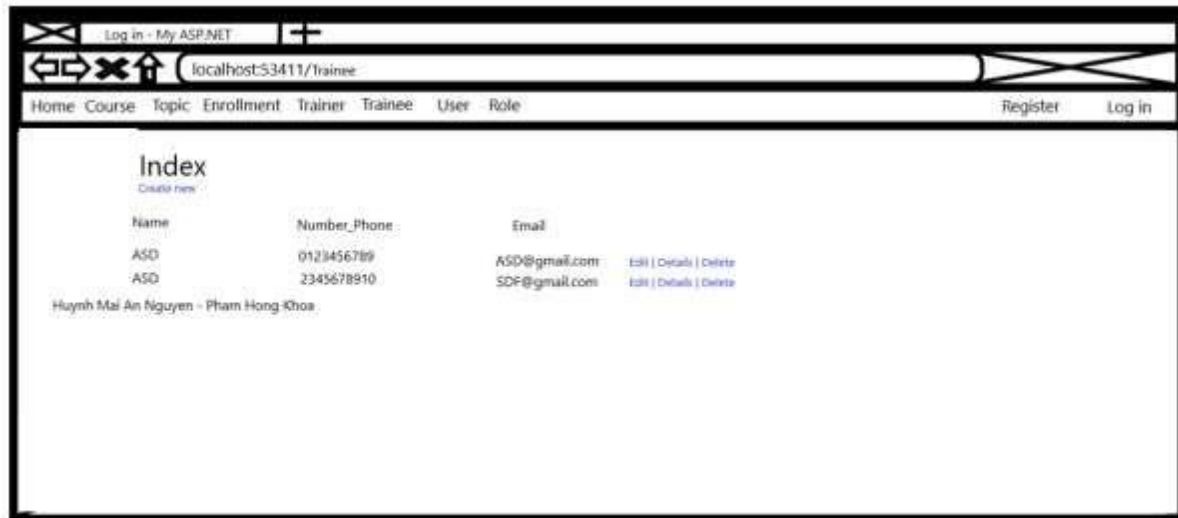 Log in - My ASP.NET
localhost:53411/Trainee
Home Course Topic Enrollment Trainer Trainee User Role Register Log in
Index
Create new
Name Number_Phone Email
ASD 0123456789 ASD@gmail.com Edit | Details | Delete
ASD 2345678910 SDF@gmail.com Edit | Details | Delete
Huynh Mai An Nguyen - Pham Hong Khoa